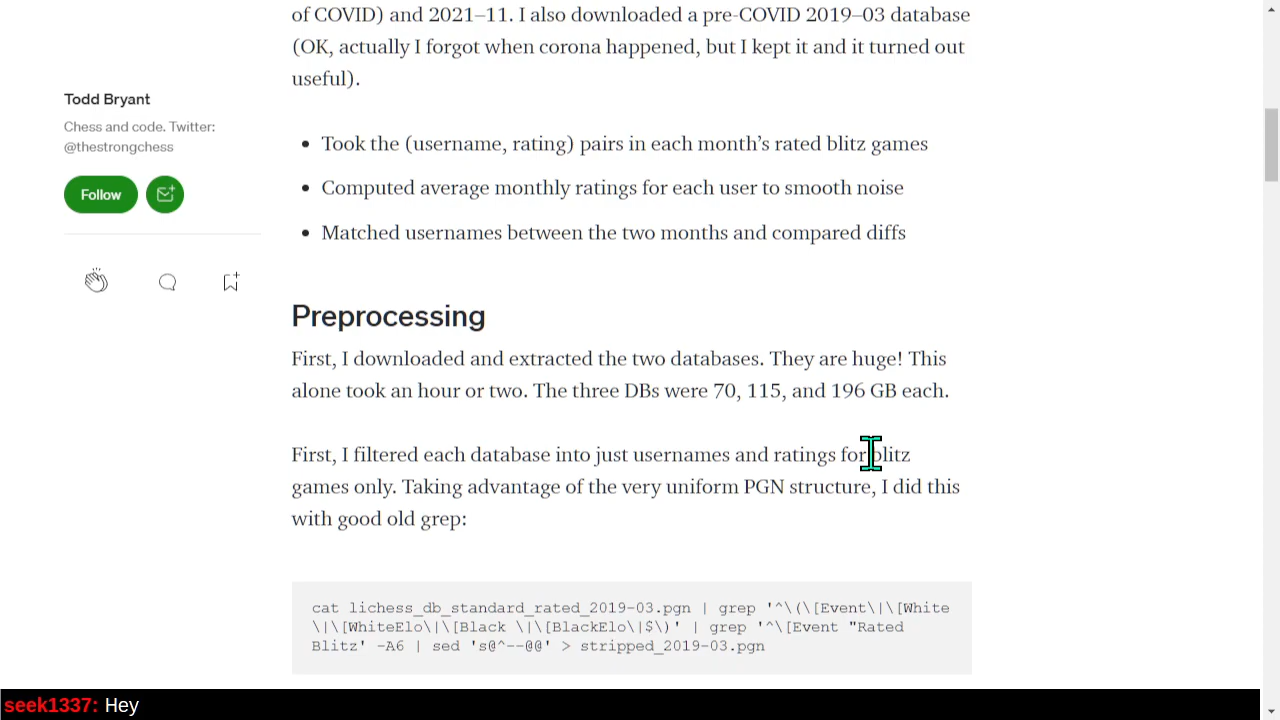 of COVID) and 2021–11. I also downloaded a pre-COVID 2019–03 database
(OK, actually I forgot when corona happened, but I kept it and it turned out
useful).
Todd Bryant
Chess and code. Twitter:
@thestrongchess
Follow
• Took the (username, rating) pairs in each month’s rated blitz games
• Computed average monthly ratings for each user to smooth noise
• Matched usernames between the two months and compared diffs
Preprocessing
First, I downloaded and extracted the two databases. They are huge! This
alone took an hour or two. The three DBs were 70, 115, and 196 GB each.
First, I filtered each database into just usernames and ratings for blitz
games only. Taking advantage of the very uniform PGN structure, I did this
with good old grep:
cat lichess_db_standard_rated_2019-03.pgn | grep '^\(\[Event\|\[White
\|\[WhiteElo\|\[Black \|\[BlackElo\|$\)' | grep '^\[Event "Rated
Blitz' -A6 | sed 's@^--@@' > stripped_2019-03.pgn
seek1337: Hey